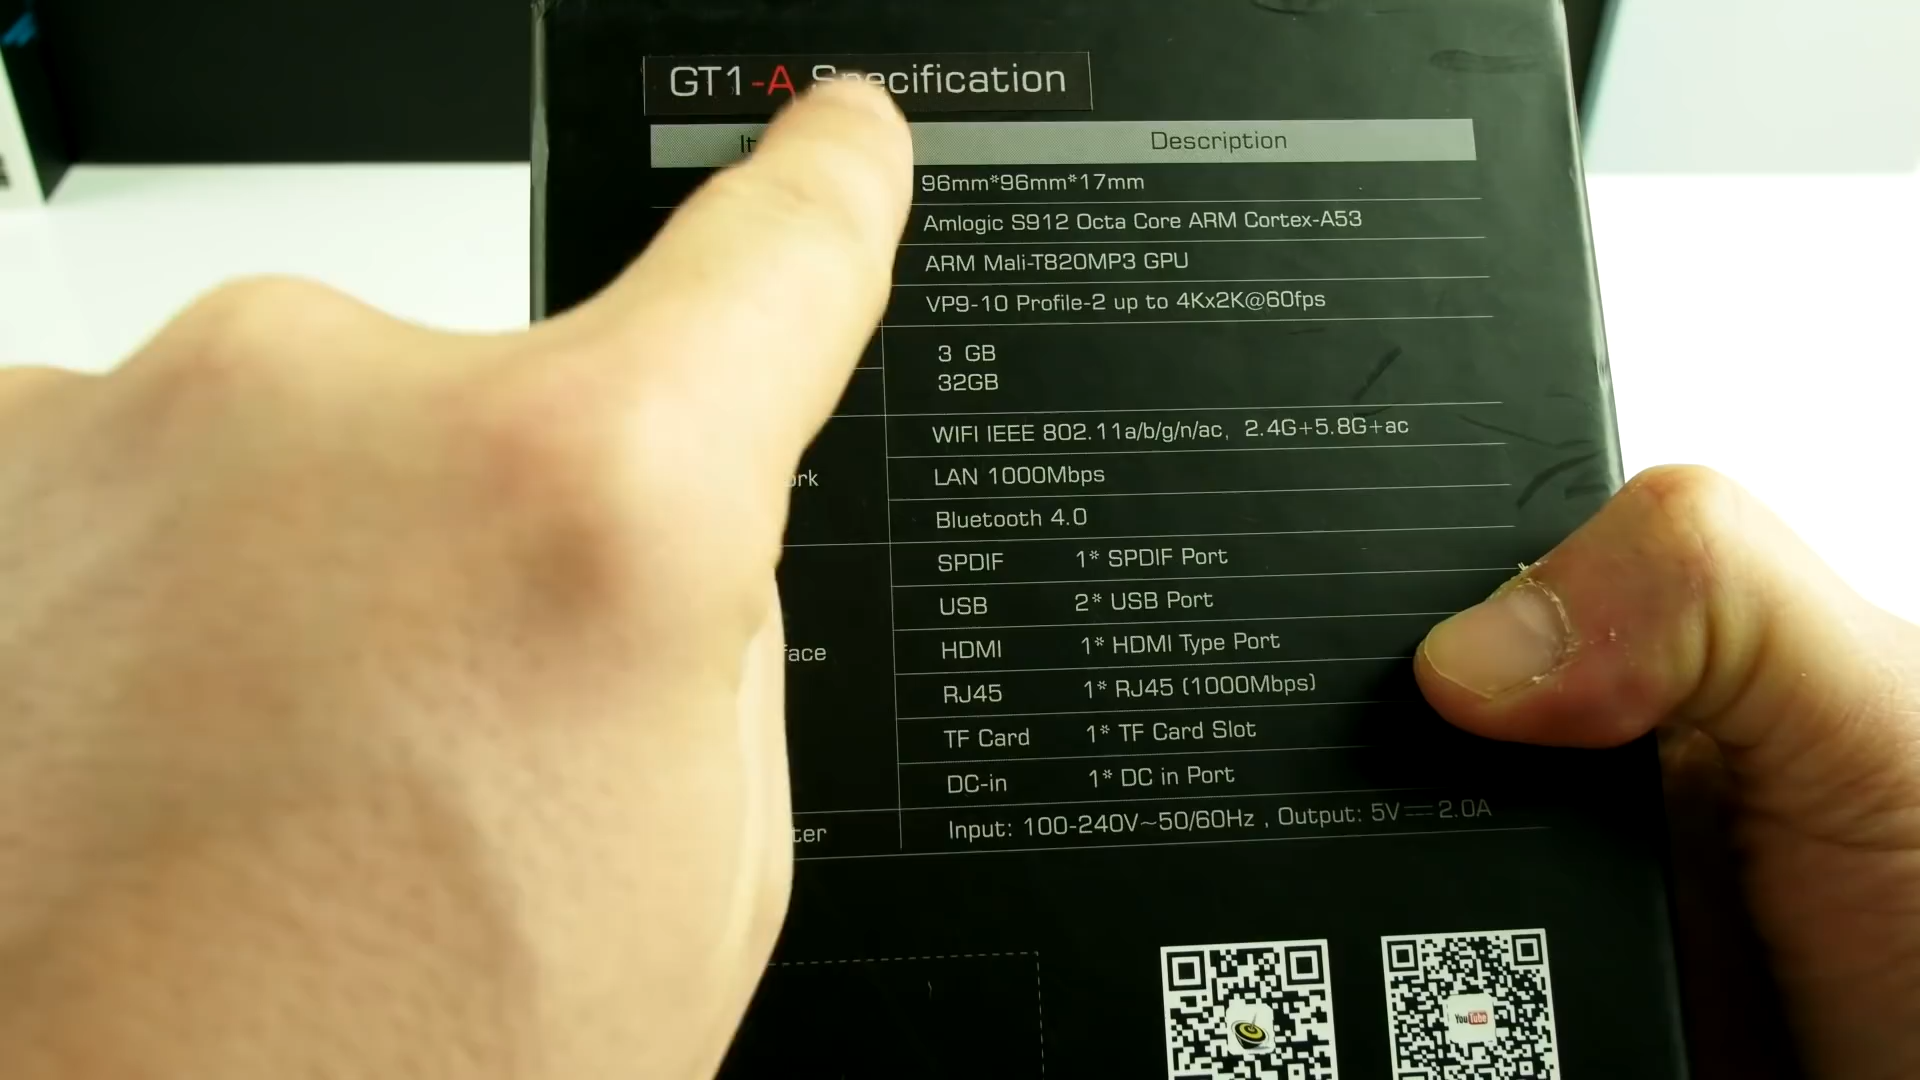 GT1-A Specification
Description
96mm*96mm*17mm
Amlogic S912 Octa Core ARM Cortex-A53
ARM Mali-T820MP3 GPU
VP9-10 Profile-2 up to 4Kx2K@60fps
3 GB
32GB
WIFI IEEE 802.11a/b/g/n/ac, 2.4G+5.8G+ac
LAN 1000Mbps
Bluetooth 4.0
SPDIF 1* SPDIF Port
USB 2* USB Port
HDMI 1* HDMI Type Port
RJ45 1* RJ45 (1000Mbps)
TF Card 1* TF Card Slot
DC-in 1* DC in Port
Input: 100-240V~50/60Hz , Output: 5V⎓2.0A
YouTube